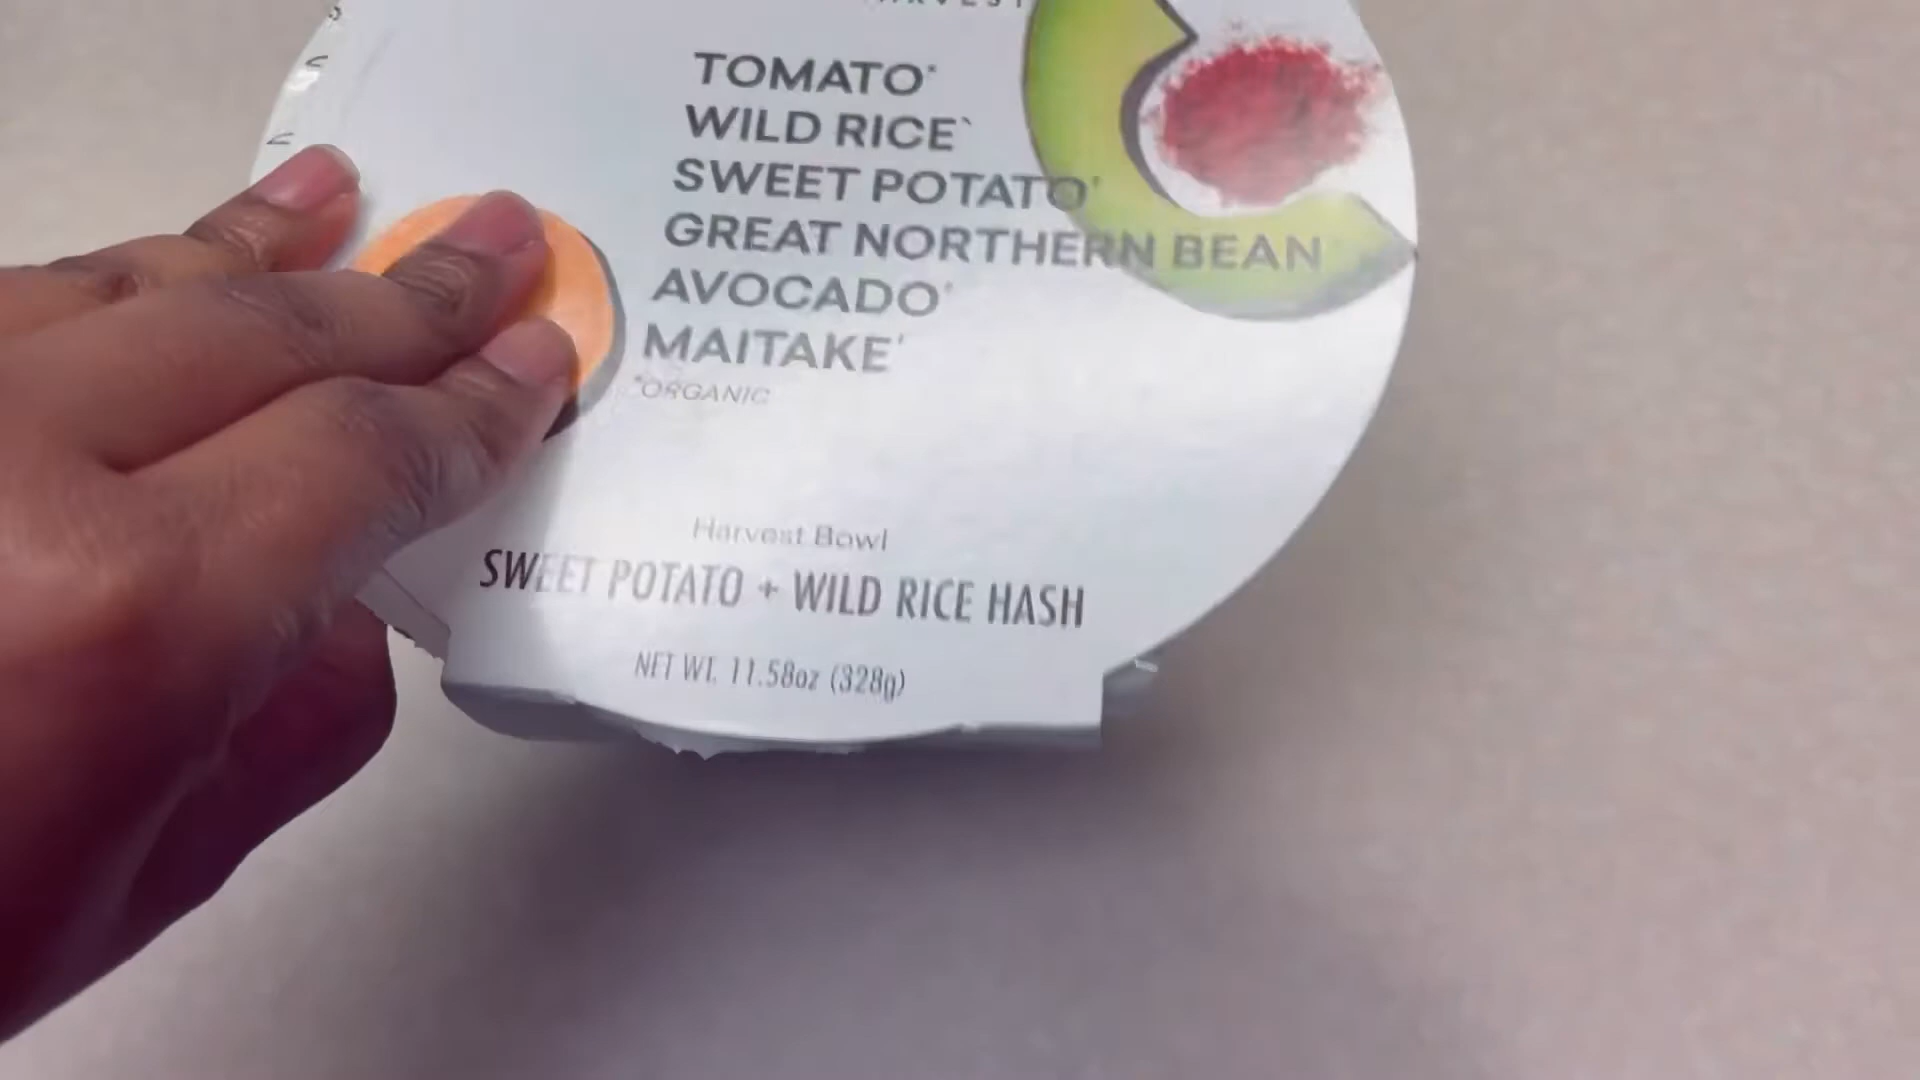 TOMATO*
WILD RICE*
SWEET POTATO*
GREAT NORTHERN BEAN
AVOCADO*
MAITAKE*
*ORGANIC
Harvest Bowl
SWEET POTATO + WILD RICE HASH
NET WT. 11.58oz (328g)